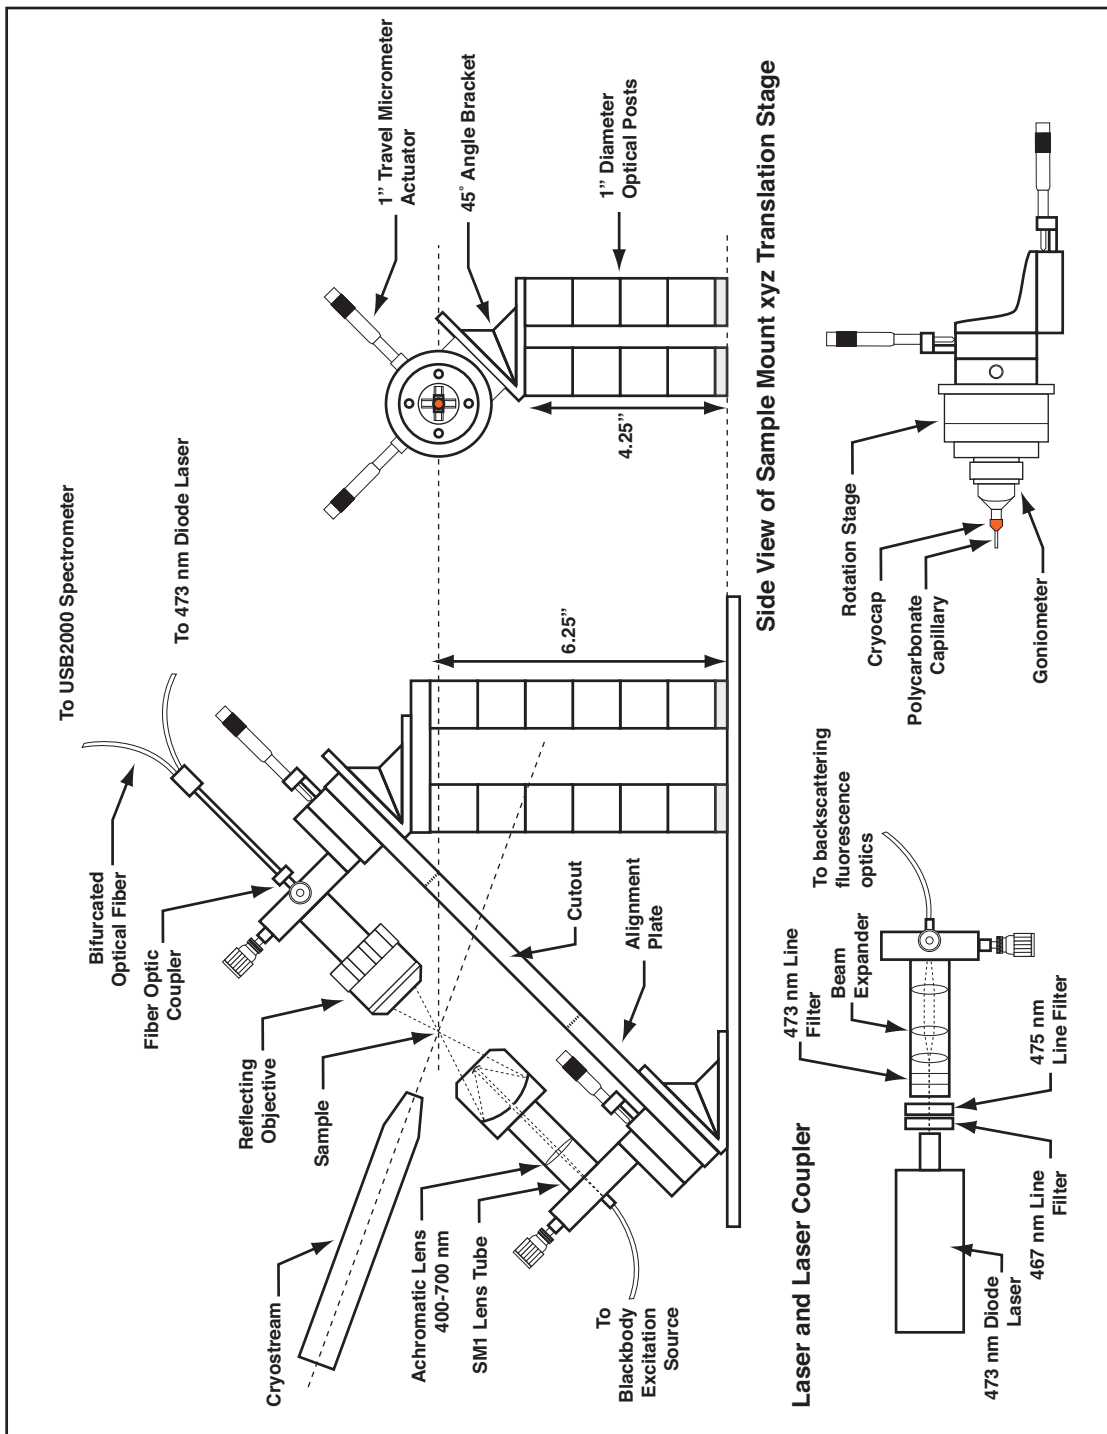 To USB2000 Spectrometer
To 473 nm Diode Laser
Bifurcated
Optical Fiber
Fiber Optic
Coupler
Reflecting
Objective
Sample
Cryostream
Achromatic Lens
400-700 nm
SM1 Lens Tube
To
Blackbody
Excitation
Source
Cutout
Alignment
Plate
6.25”
1” Travel Micrometer
Actuator
45° Angle Bracket
1” Diameter
Optical Posts
4.25”
Side View of Sample Mount xyz Translation Stage
Laser and Laser Coupler
473 nm Diode
Laser
467 nm Line
Filter
475 nm
Line Filter
473 nm Line
Filter
Beam
Expander
To backscattering
fluorescence
optics
Rotation Stage
Cryocap
Polycarbonate
Capillary
Goniometer